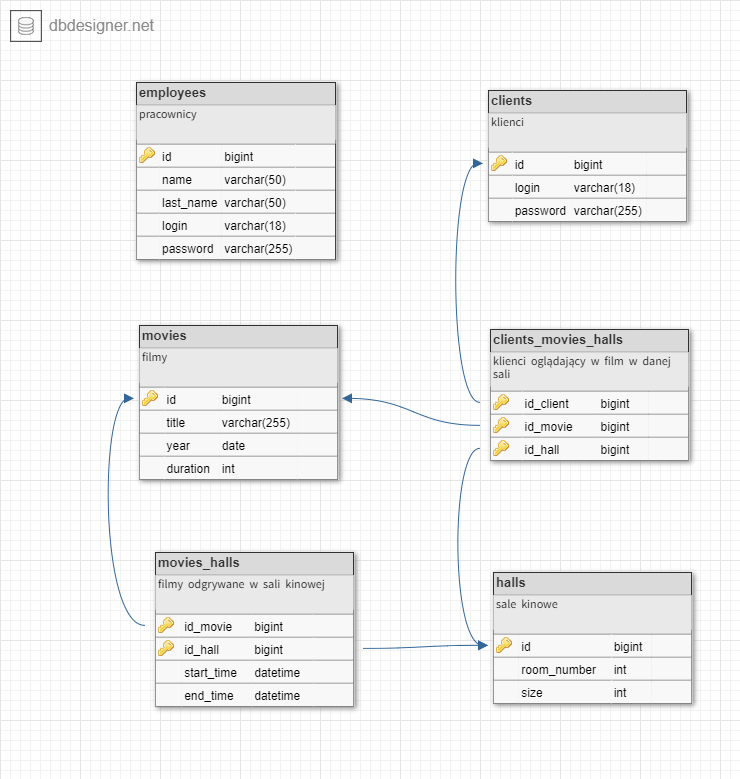 dbdesigner.net
employees
pracownicy
id bigint
name varchar(50)
last_name varchar(50)
login varchar(18)
password varchar(255)
clients
klienci
id bigint
login varchar(18)
password varchar(255)
movies
filmy
id bigint
title varchar(255)
year date
duration int
clients_movies_halls
klienci oglądający w film w danej
sali
id_client bigint
id_movie bigint
id_hall bigint
movies_halls
filmy odgrywane w sali kinowej
id_movie bigint
id_hall bigint
start_time datetime
end_time datetime
halls
sale kinowe
id bigint
room_number int
size int